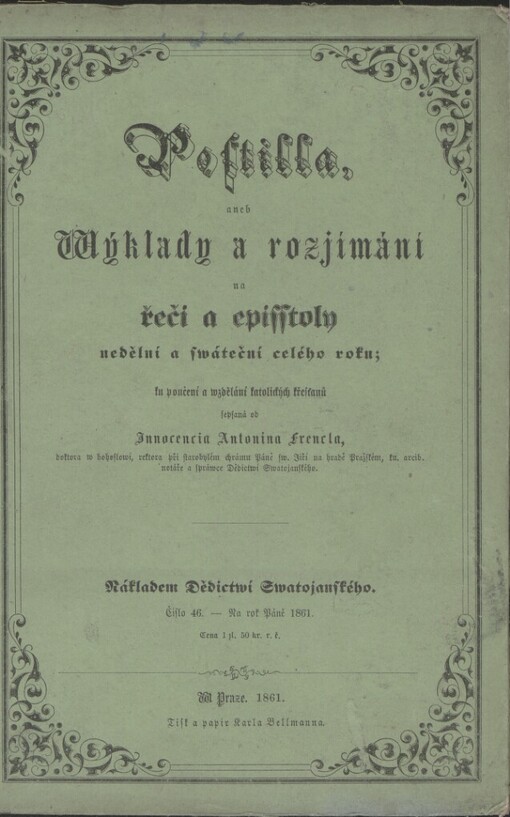 Postilla,
aneb
Wýklady a rozjímání
na
řeči a episstoly
nedělní a swáteční celého roku;
ku poučení a wzdělání katolických křesťanů
sepsaná od
Innocencia Antonína Frencla,
doktora w bohoslowí, rektora při starobylém chrámu Páně sw. Jiří na hradě Pražském, kn. arcib.
notáře a spráwce Dědictwí Swatojanského.
Nákladem Dědictwí Swatojanského.
Číslo 46. — Na rok Páně 1861.
Cena 1 zl. 50 kr. r. č.
W Praze. 1861.
Tisk a papír Karla Bellmanna.